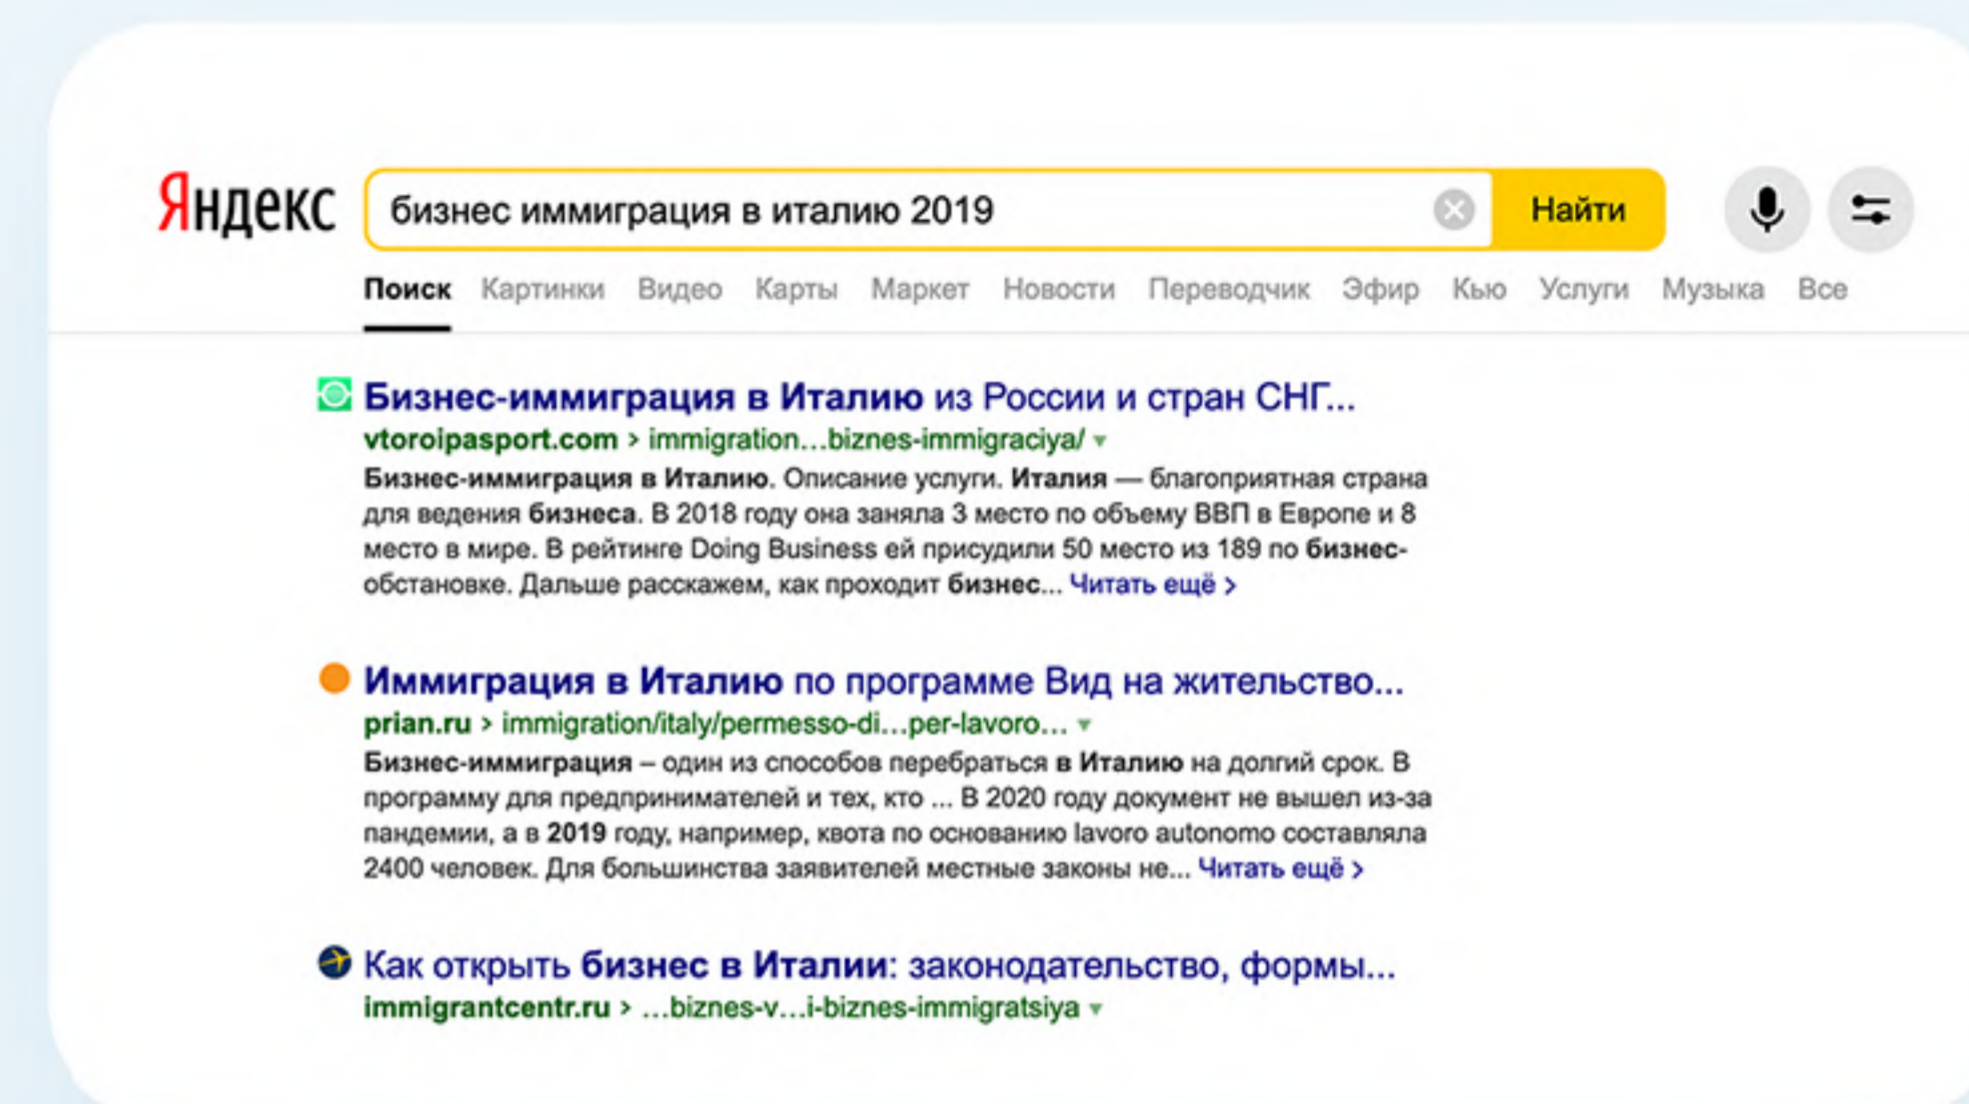 Яндекс
бизнес иммиграция в италию 2019
Найти
Поиск Картинки Видео Карты Маркет Новости Переводчик Эфир Кью Услуги Музыка Все
Бизнес-иммиграция в Италию из России и стран СНГ...
vtoroipasport.com › immigration...biznes-immigraciya/
Бизнес-иммиграция в Италию. Описание услуги. Италия — благоприятная страна
для ведения бизнеса. В 2018 году она заняла 3 место по объему ВВП в Европе и 8
место в мире. В рейтинге Doing Business ей присудили 50 место из 189 по бизнес-
обстановке. Дальше расскажем, как проходит бизнес... Читать ещё ›
Иммиграция в Италию по программе Вид на жительство...
prian.ru › immigration/italy/permesso-di...per-lavoro...
Бизнес-иммиграция – один из способов перебраться в Италию на долгий срок. В
программу для предпринимателей и тех, кто ... В 2020 году документ не вышел из-за
пандемии, а в 2019 году, например, квота по основанию lavoro autonomo составляла
2400 человек. Для большинства заявителей местные законы не... Читать ещё ›
Как открыть бизнес в Италии: законодательство, формы...
immigrantcentr.ru › ...biznes-v...i-biznes-immigratsiya